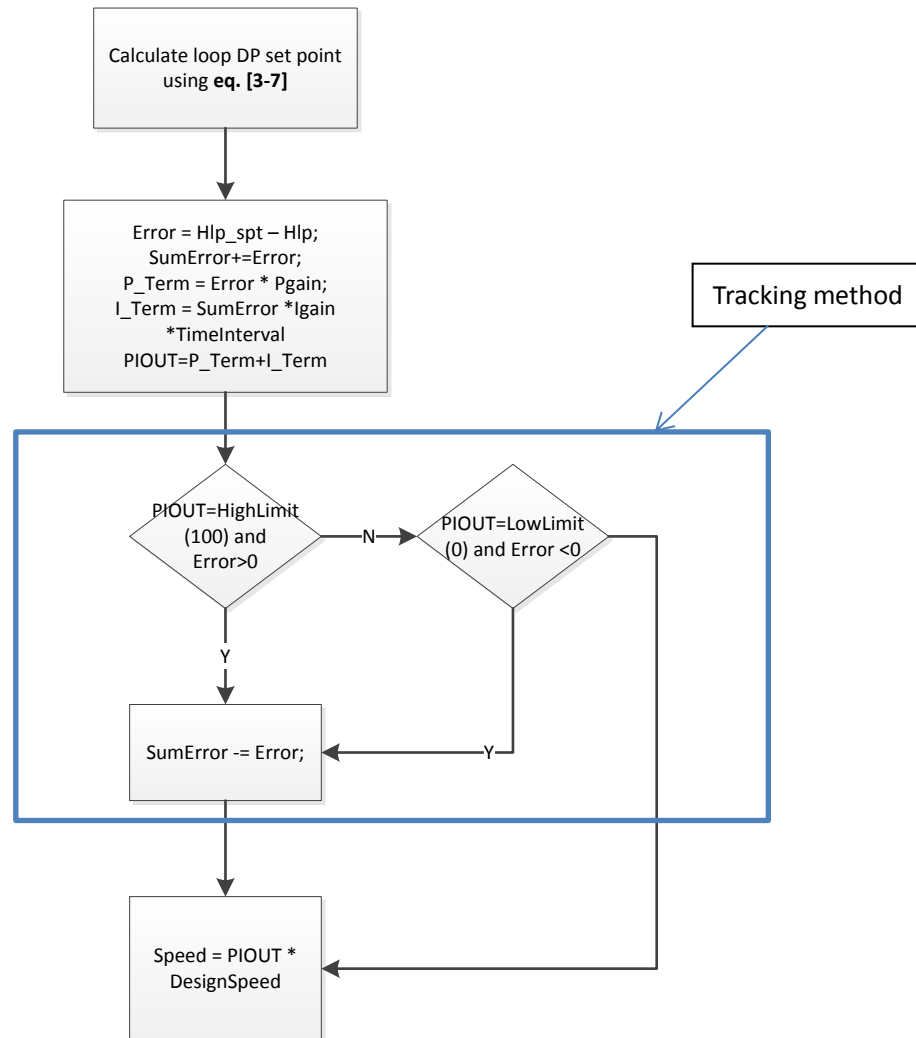 Calculate loop DP set point
using eq. [3-7]
Error = Hlp_spt – Hlp;
SumError+=Error;
P_Term = Error * Pgain;
I_Term = SumError *Igain
*TimeInterval
PIOUT=P_Term+I_Term
Tracking method
PIOUT=HighLimit
(100) and
Error>0
N
PIOUT=LowLimit
(0) and Error <0
Y
SumError -= Error;
Y
Speed = PIOUT *
DesignSpeed